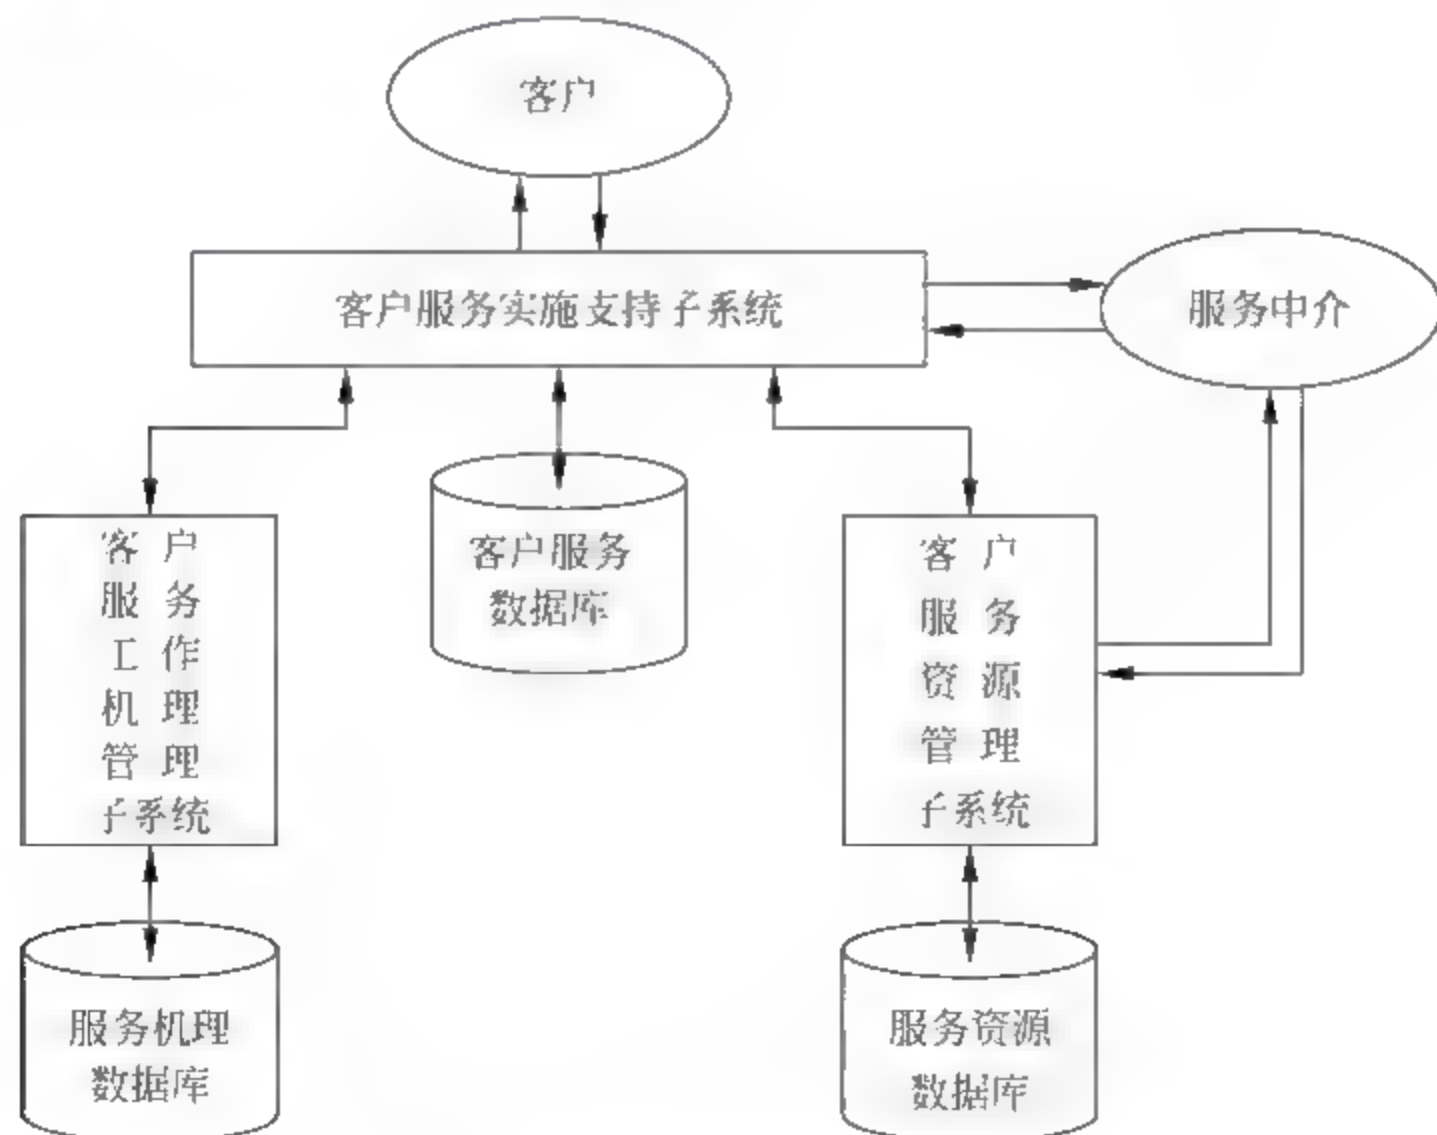 客户
客户服务实施支持子系统
服务中介
客户
服务
工作
机理
管理
子系统
客户服务
数据库
客户
服务
资源
管理
子系统
服务机理
数据库
服务资源
数据库